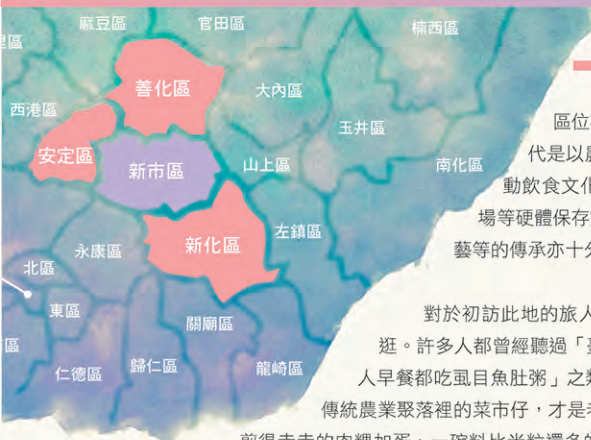 麻豆區
官田區
楠西區
西港區
善化區
大內區
玉井區
安定區
新市區
山上區
南化區
永康區
新化區
左鎮區
北區
東區
關廟區
仁德區
歸仁區
龍崎區
區位
代是以
動飲食文化
場等硬體保存
藝等的傳承亦十分
對於初訪此地的旅人
逛。許多人都曾經聽過「
人早餐都吃虱目魚肚粥」之類
傳統農業聚落裡的菜市仔,才是